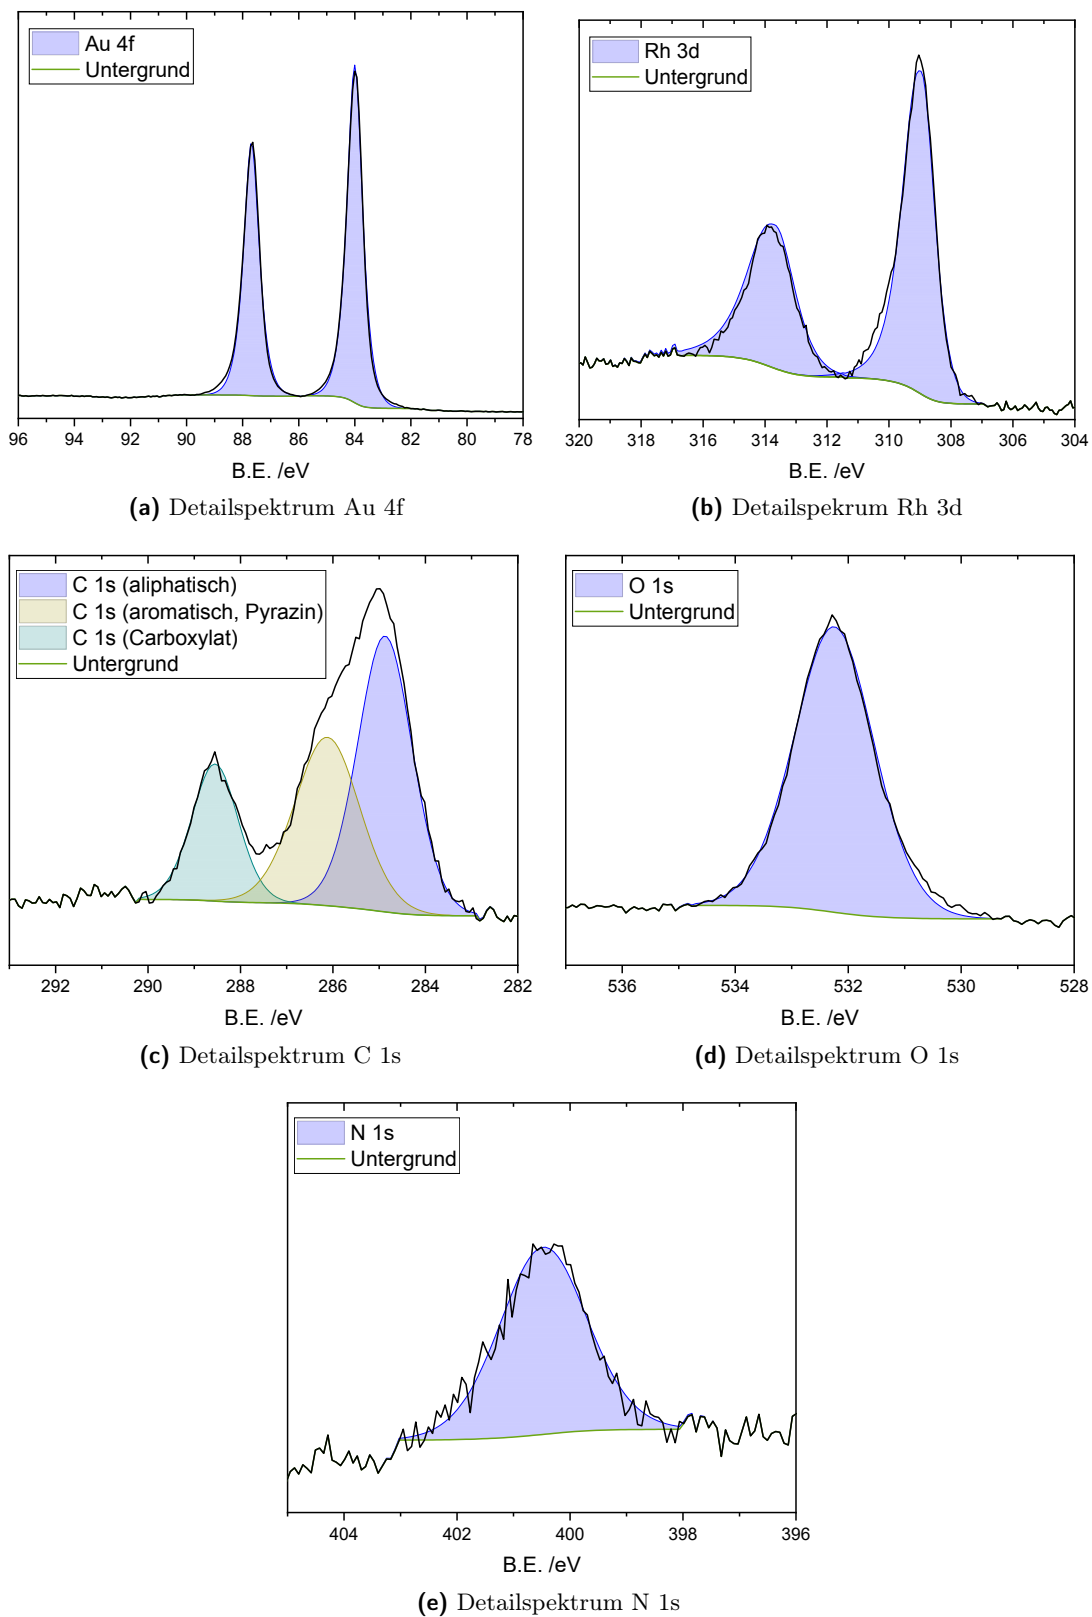 Au 4f
Untergrund
96 94 92 90 88 86 84 82 80 78
B.E. /eV
(a) Detailspektrum Au 4f
Rh 3d
Untergrund
320 318 316 314 312 310 308 306 304
B.E. /eV
(b) Detailspekrum Rh 3d
C 1s (aliphatisch)
C 1s (aromatisch, Pyrazin)
C 1s (Carboxylat)
Untergrund
292 290 288 286 284 282
B.E. /eV
(c) Detailspektrum C 1s
O 1s
Untergrund
536 534 532 530 528
B.E. /eV
(d) Detailspektrum O 1s
N 1s
Untergrund
404 402 400 398 396
B.E. /eV
(e) Detailspektrum N 1s